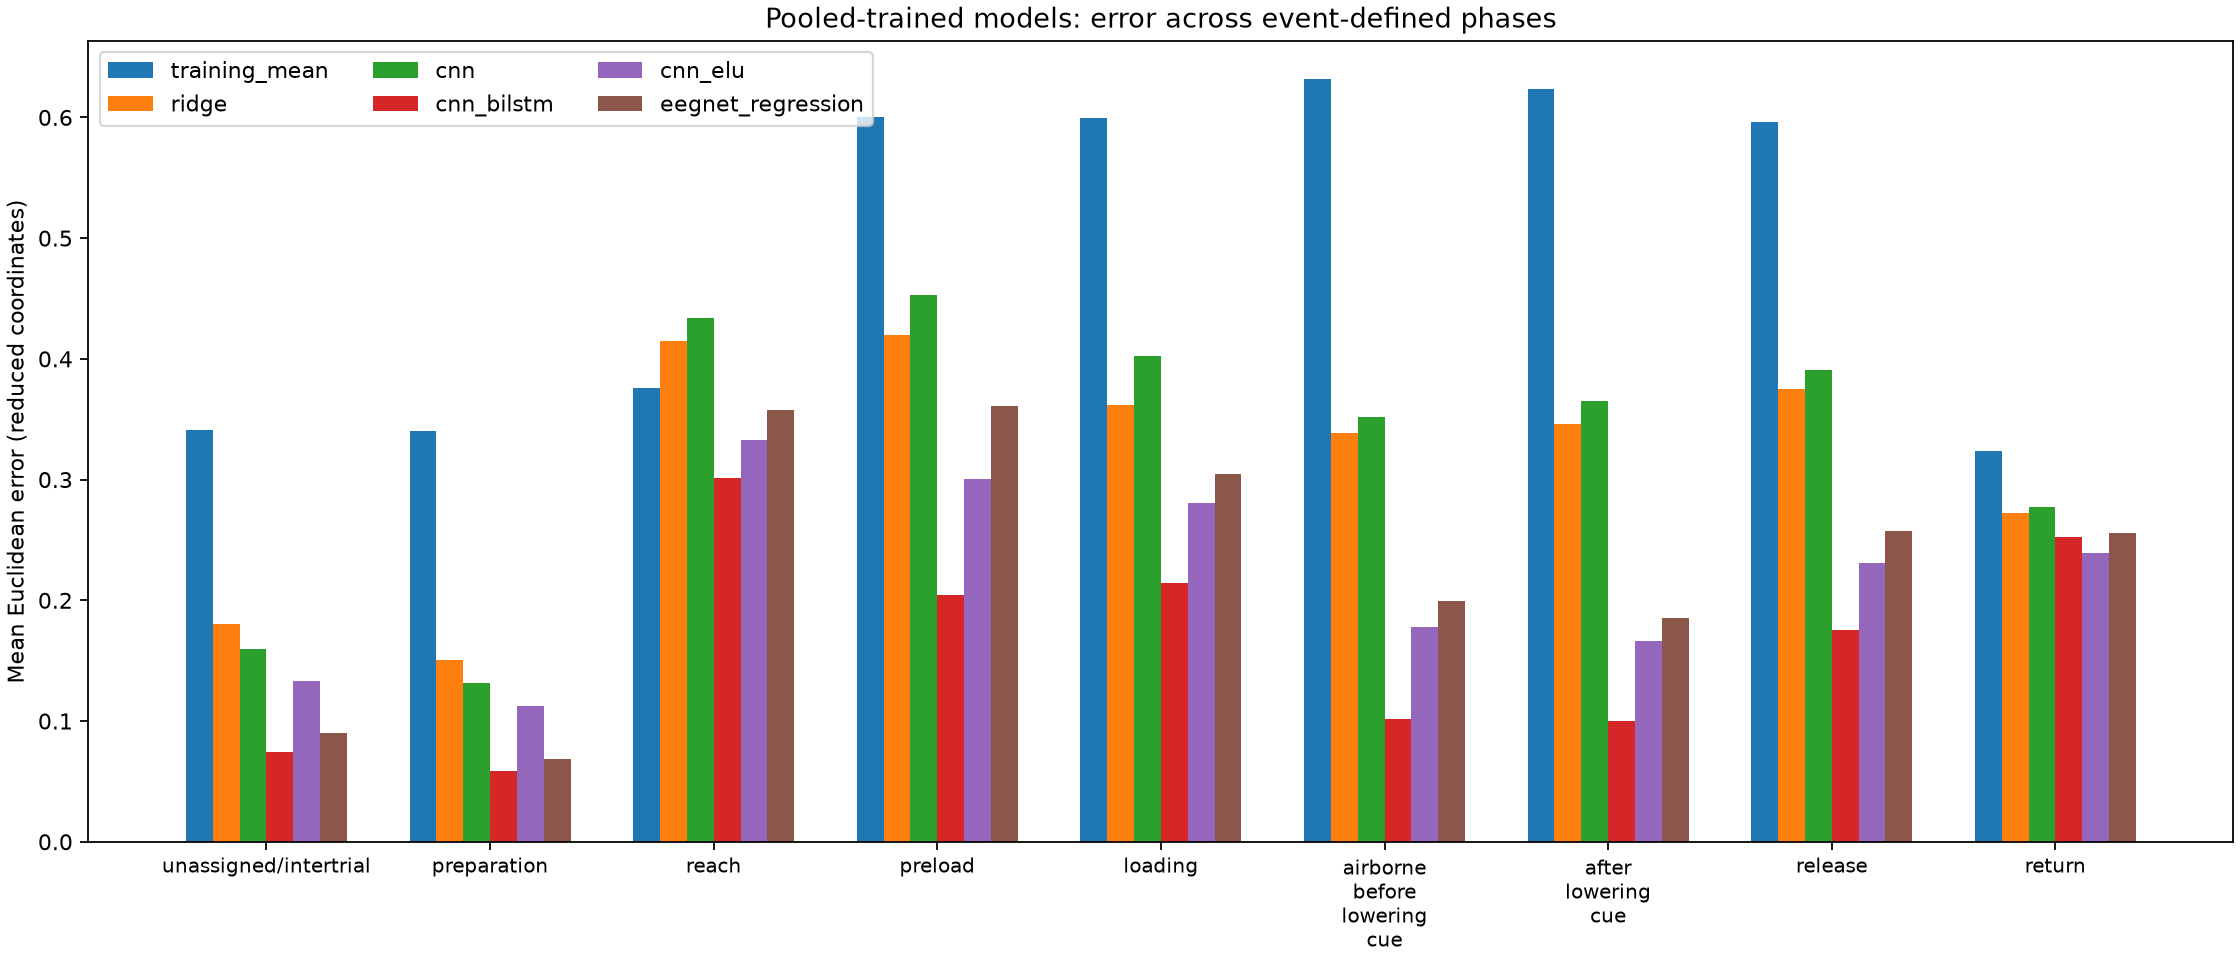 Pooled-trained models: error across event-defined phases
training_mean
ridge
cnn
cnn_bilstm
cnn_elu
eegnet_regression
Mean Euclidean error (reduced coordinates)
0.6
0.5
0.4
0.3
0.2
0.1
0.0
unassigned/intertrial
preparation
reach
preload
loading
airborne
before
lowering
cue
after
lowering
cue
release
return